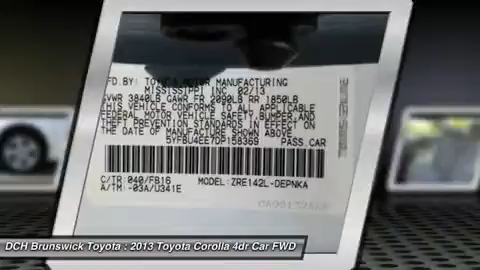 MFD. BY: TOYOTA MOTOR MANUFACTURING
MISSISSIPPI INC 02/13
GVWR 3840LB GAWR FR 2090LB RR 1850LB
THIS VEHICLE CONFORMS TO ALL APPLICABLE
FEDERAL MOTOR VEHICLE SAFETY, BUMPER, AND
THEFT PREVENTION STANDARDS IN EFFECT ON
THE DATE OF MANUFACTURE SHOWN ABOVE
5YFBU4EE7DP158369 PASS.CAR
C/TR: 040/FB16 MODEL: ZRE142L-DEPNKA
A/TM: -03A/U341E
DCH Brunswick Toyota : 2013 Toyota Corolla 4dr Car FWD